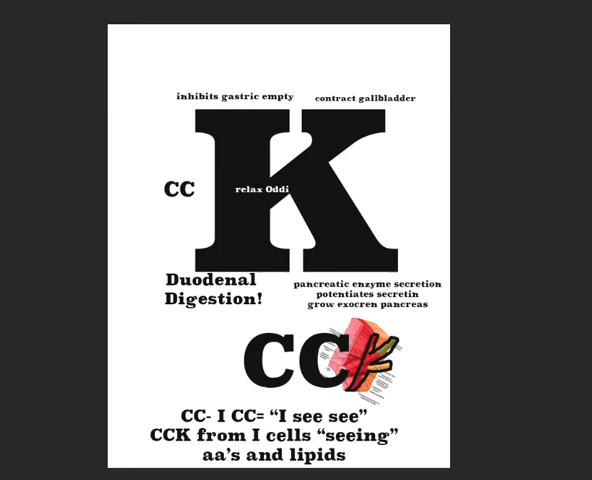 inhibits gastric empty
contract gallbladder
K
CC
relax Oddi
Duodenal
Digestion!
pancreatic enzyme secretion
potentiates secretin
grow exocren pancreas
CCK
CC- I CC= “I see see”
CCK from I cells “seeing”
aa’s and lipids